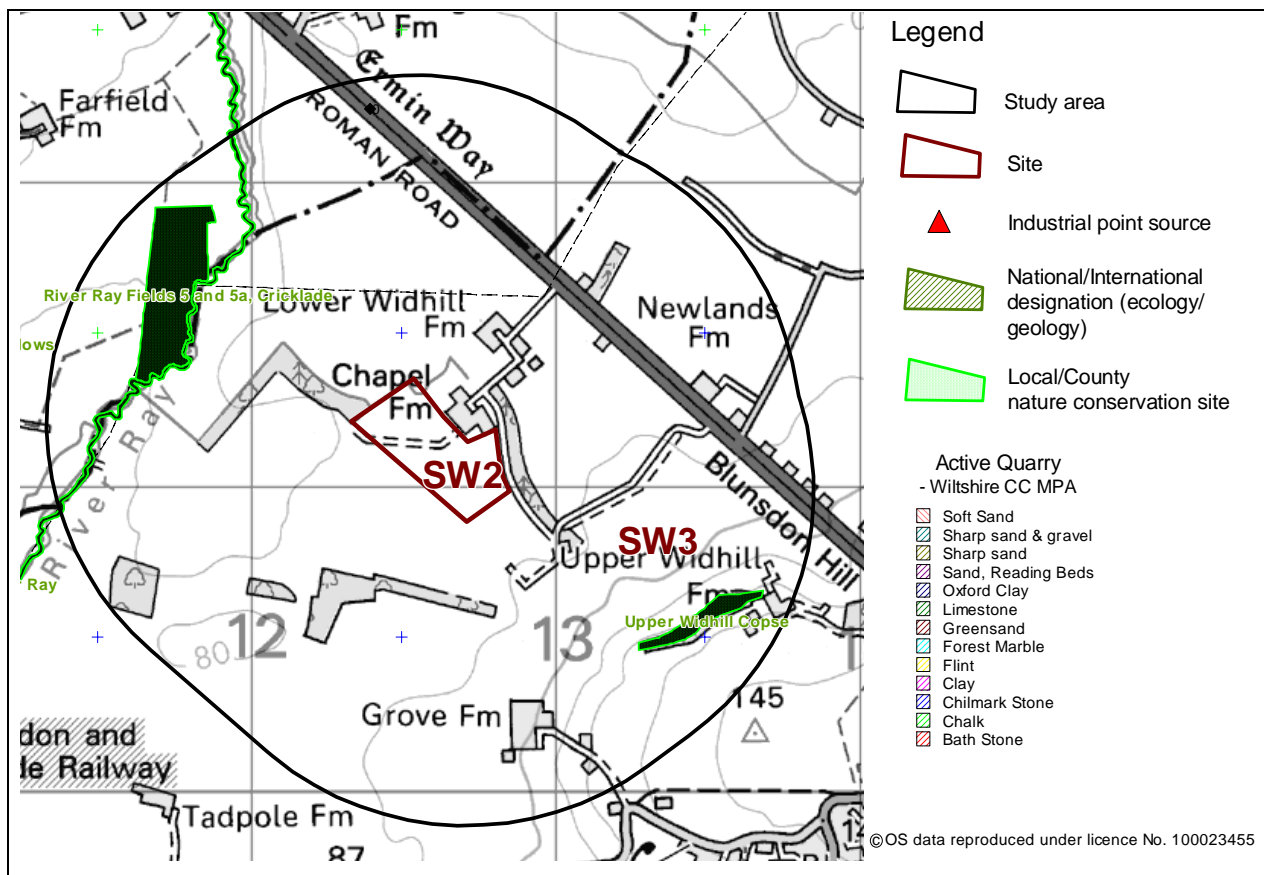 Fm
Ermin Way
ROMAN ROAD
Farfield
Fm
River Ray Fields 5 and 5a, Cricklade
Lower Widhill
Fm
Newlands
Fm
lows
Chapel
Fm
River Ray
SW2
Blunsdon Hill
SW3
Upper Widhill
Fm
Ray
Upper Widhill Copse
80
12
13
1
145
Grove Fm
don and
de Railway
Tadpole Fm
87
Legend
Study area
Site
Industrial point source
National/International
designation (ecology/
geology)
Local/County
nature conservation site
Active Quarry
- Wiltshire CC MPA
Soft Sand
Sharp sand & gravel
Sharp sand
Sand, Reading Beds
Oxford Clay
Limestone
Greensand
Forest Marble
Flint
Clay
Chilmark Stone
Chalk
Bath Stone
©OS data reproduced under licence No. 100023455